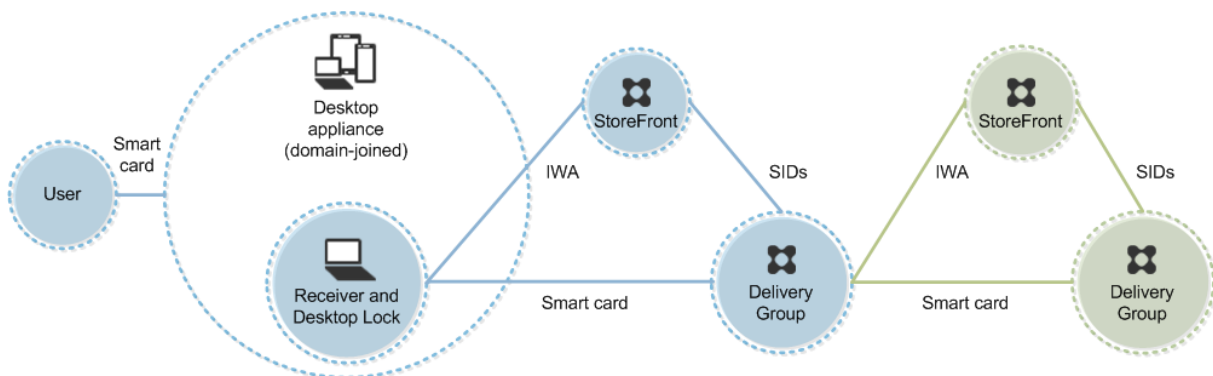 Desktop
appliance
(domain-joined)
StoreFront
StoreFront
Smart
card
IWA
SIDs
IWA
SIDs
User
Receiver and
Desktop Lock
Smart card
Delivery
Group
Smart card
Delivery
Group